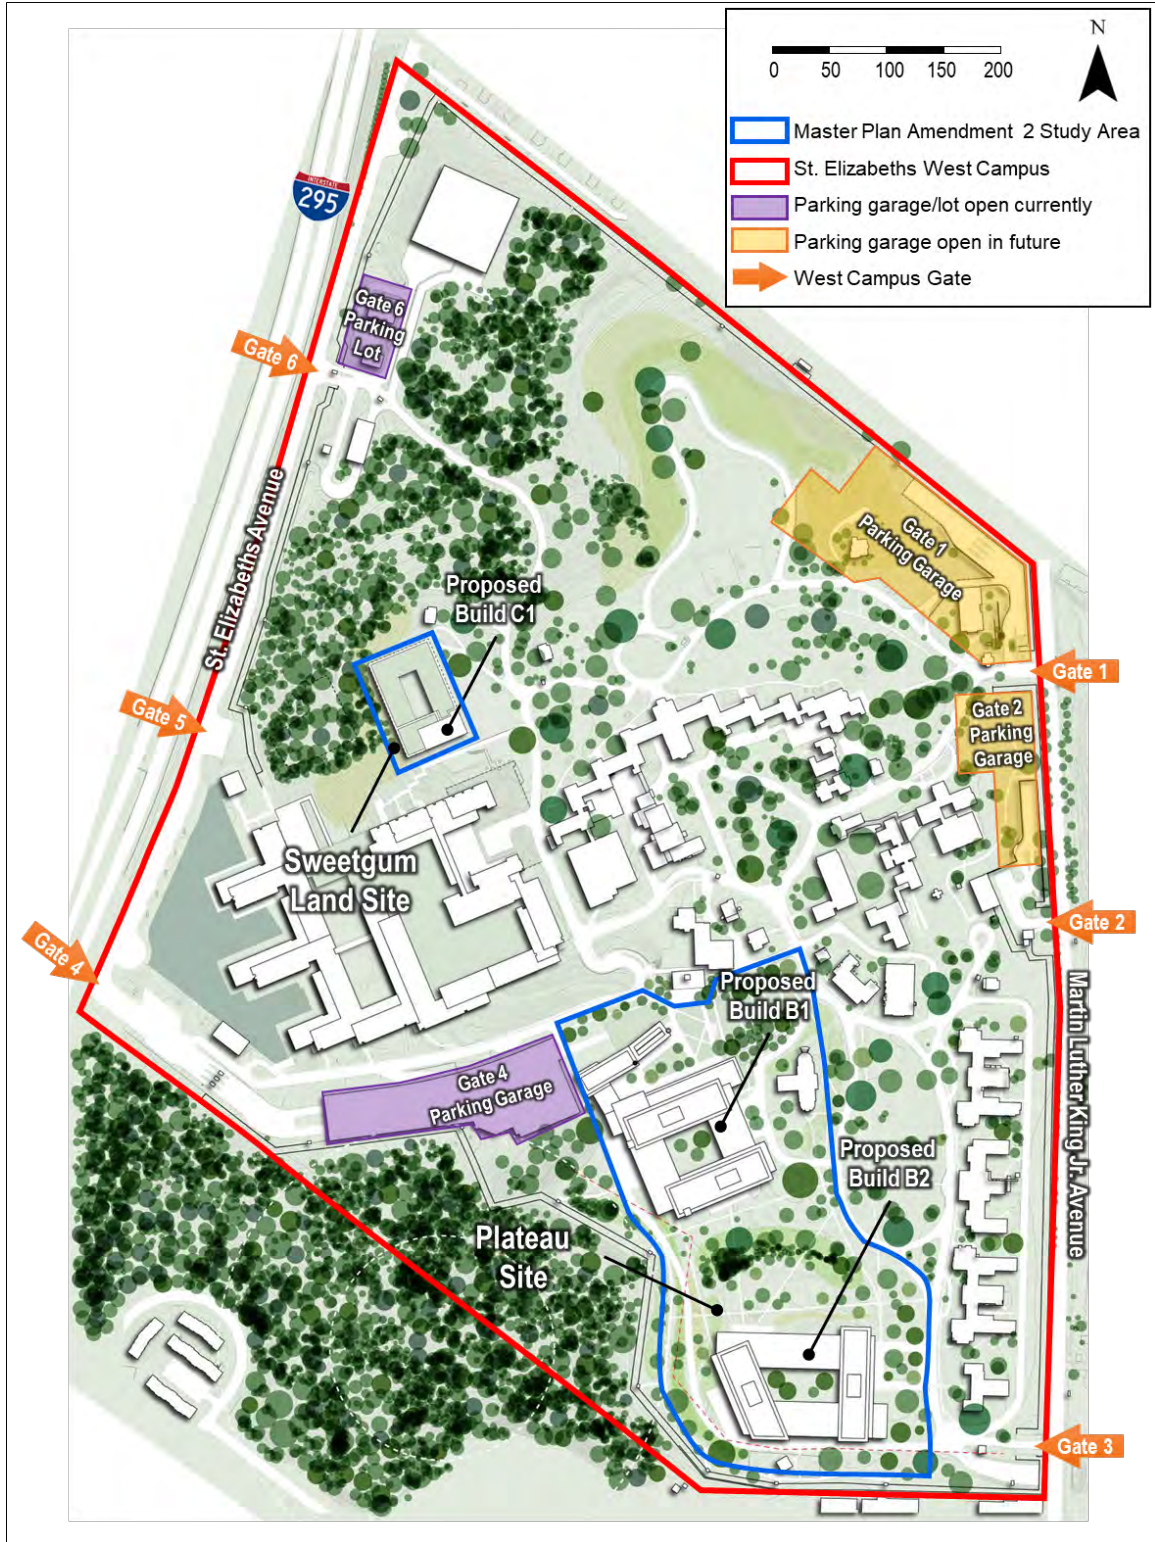 N
0 50 100 150 200
Master Plan Amendment 2 Study Area
St. Elizabeths West Campus
Parking garage/lot open currently
Parking garage open in future
West Campus Gate
INTERSTATE
295
Gate 6
Parking
Lot
Gate 6
St. Elizabeths Avenue
Gate 1
Parking Garage
Proposed
Build C1
Gate 1
Gate 5
Gate 2
Parking
Garage
Sweetgum
Land Site
Gate 2
Gate 4
Martin Luther King Jr. Avenue
Proposed
Build B1
Gate 4
Parking Garage
Proposed
Build B2
Plateau
Site
Gate 3